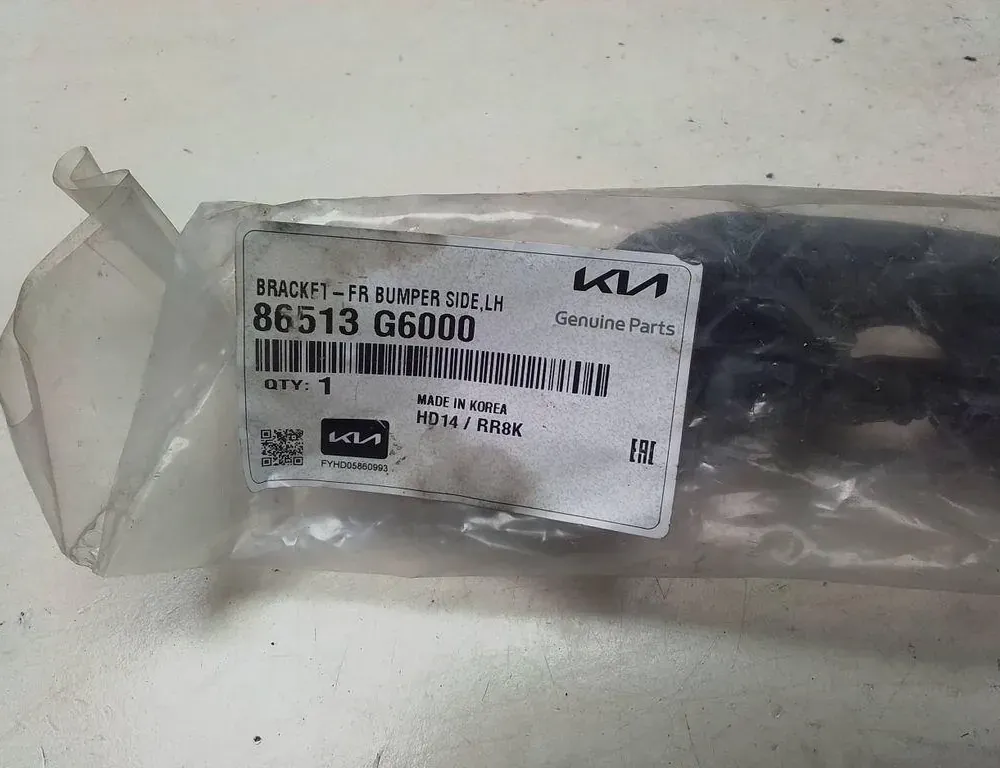 KIA
Genuine Parts
BRACKET-FR BUMPER SIDE,LH
86513 G6000
QTY: 1
MADE IN KOREA
HD14 / RR8K
KIA
FYHD05860993
EAC